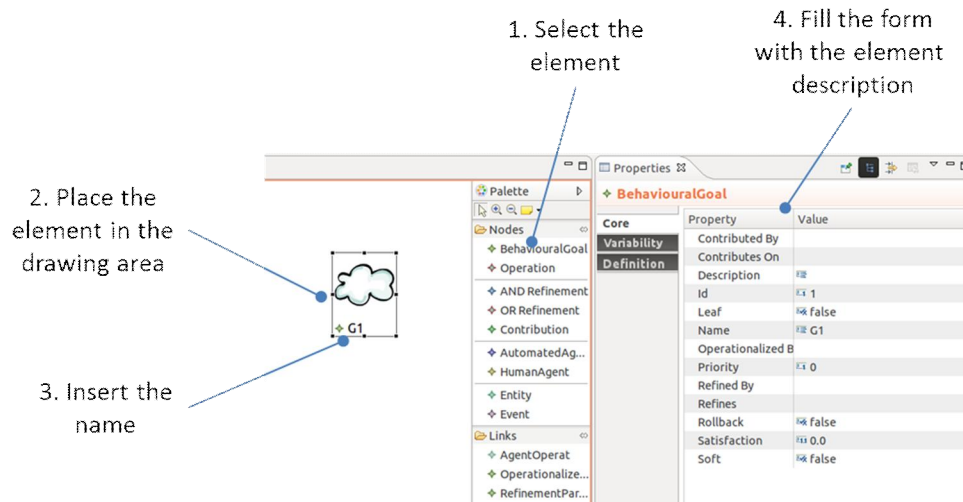 1. Select the
element
4. Fill the form
with the element
description
2. Place the
element in the
drawing area
3. Insert the
name
G1
Palette
Nodes
BehaviouralGoal
Operation
AND Refinement
OR Refinement
Contribution
AutomatedAg...
HumanAgent
Entity
Event
Links
AgentOperat
Operationalize...
RefinementPar...
Properties
BehaviouralGoal
Core
Variability
Definition
Property Value
Contributed By
Contributes On
Description
Id 1
Leaf false
Name G1
Operationalized B
Priority 0
Refined By
Refines
Rollback false
Satisfaction 0.0
Soft false